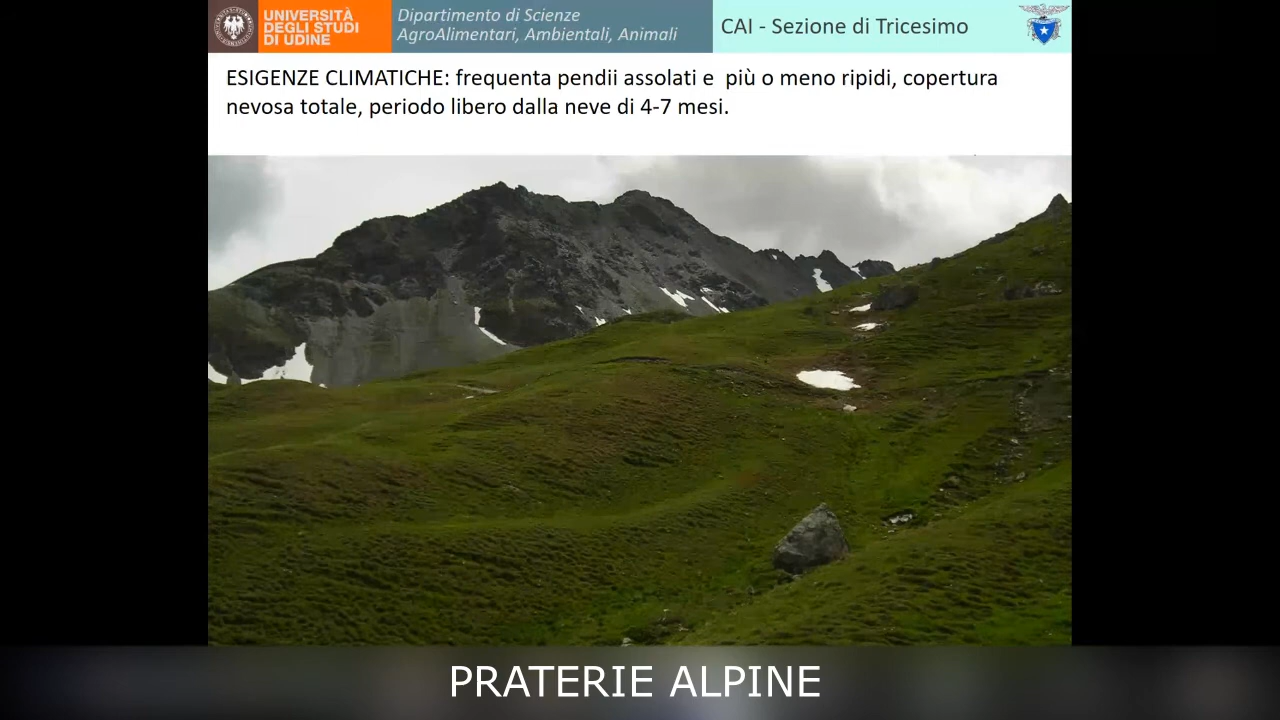 UNIVERSITÀ
DEGLI STUDI
DI UDINE
Dipartimento di Scienze
AgroAlimentari, Ambientali, Animali
CAI - Sezione di Tricesimo
ESIGENZE CLIMATICHE: frequenta pendii assolati e  più o meno ripidi, copertura
nevosa totale, periodo libero dalla neve di 4-7 mesi.
PRATERIE ALPINE